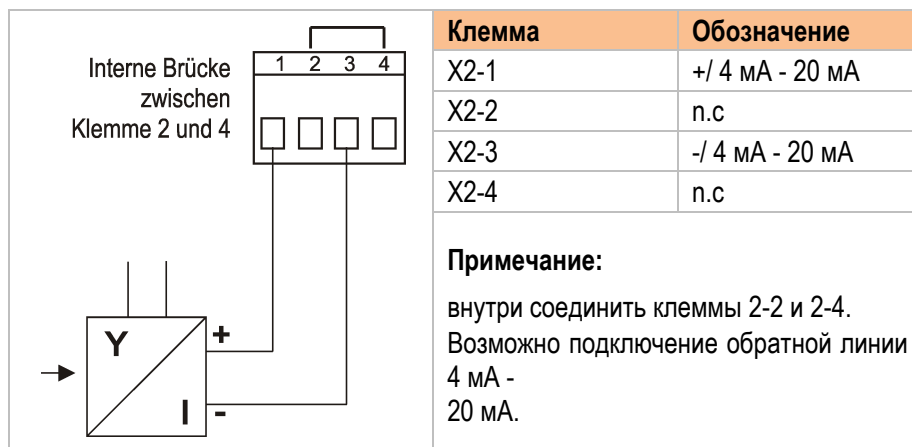 Interne Brücke
zwischen
Klemme 2 und 4
1 2 3 4
Y
+
I -
Клемма Обозначение
X2-1 +/ 4 мА - 20 мА
X2-2 n.c
X2-3 -/ 4 мА - 20 мА
X2-4 n.c
Примечание:
внутри соединить клеммы 2-2 и 2-4.
Возможно подключение обратной линии
4 мА -
20 мА.